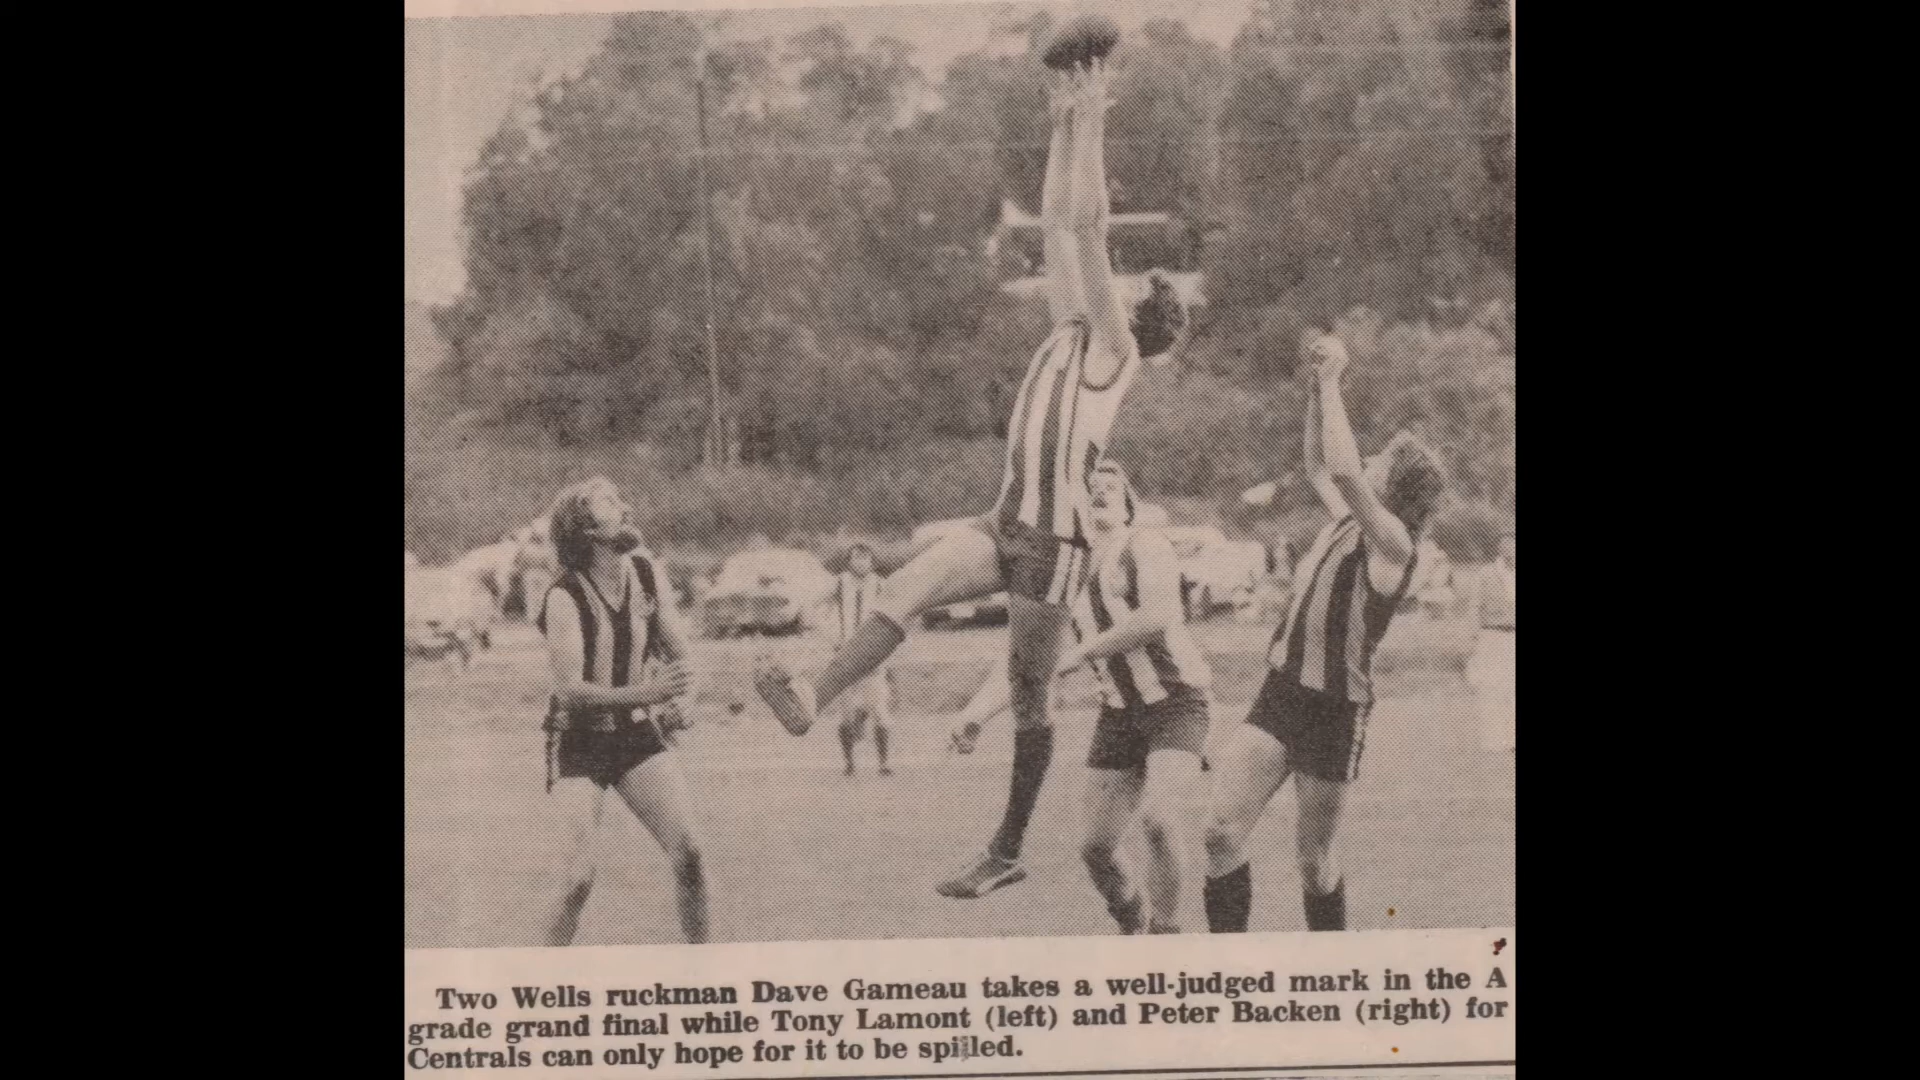 Two Wells ruckman Dave Gameau takes a well-judged mark in the A
grade grand final while Tony Lamont (left) and Peter Backen (right) for
Centrals can only hope for it to be spilled.